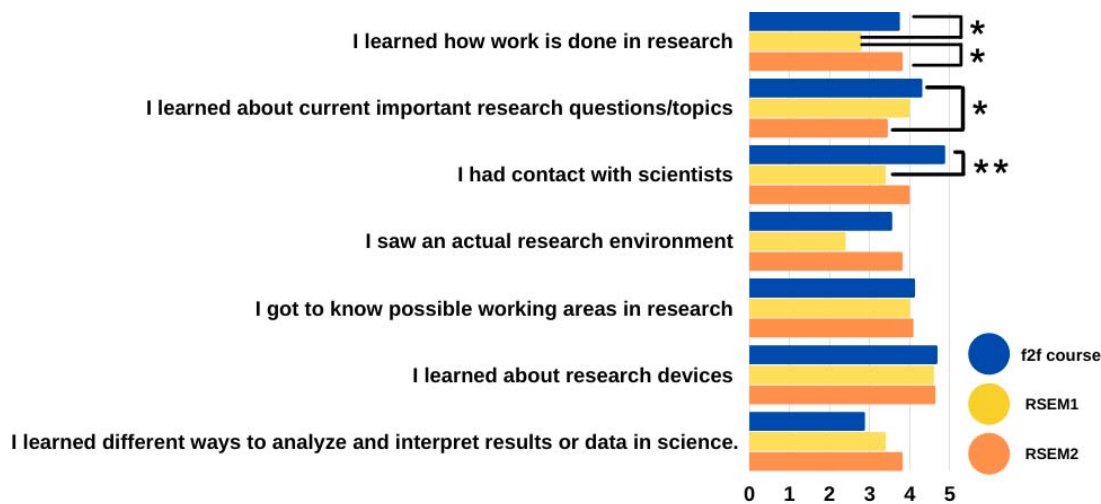 I learned how work is done in research
*
*
I learned about current important research questions/topics
*
I had contact with scientists
**
I saw an actual research environment
I got to know possible working areas in research
I learned about research devices
I learned different ways to analyze and interpret results or data in science.
f2f course
RSEM1
RSEM2
0 1 2 3 4 5